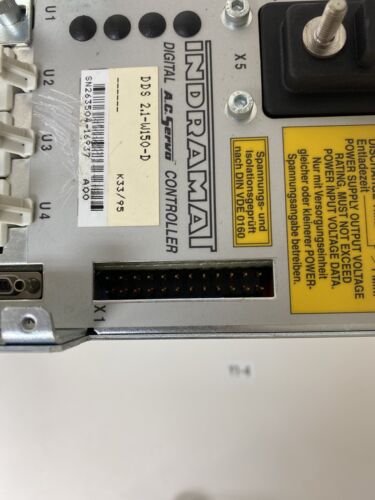 U1
U2
U3
U4
X5
INDRAMAT
DIGITAL A.C. Servo CONTROLLER
DDS 2.1-W150-D
------
K33/95
SN263504-16937
A00
Spannungs- und
Isolationsgeprüft
nach DIN VDE 0160
Entladezeit
POWER SUPPLY OUTPUT VOLTAGE
RATING, MUST NOT EXCEED
POWER INPUT VOLTAGE DATA.
Nur mit Versorgungseinheit
gleicher oder kleinerer POWER-
Spannungsangabe betreiben.
X1